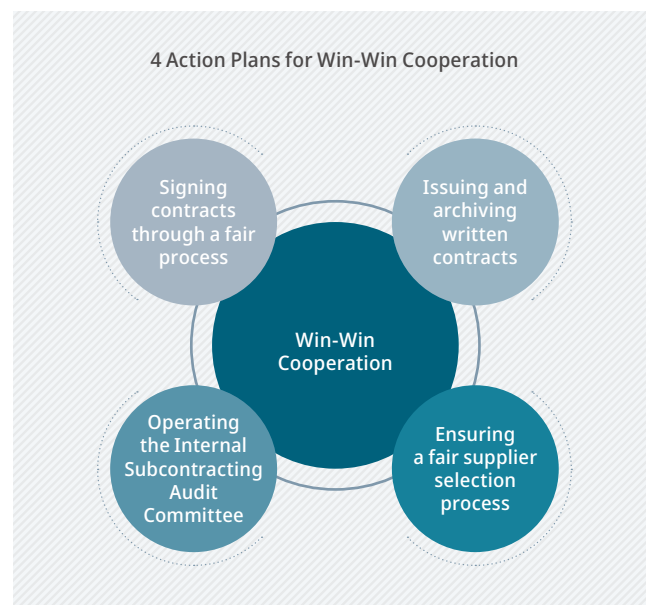 4 Action Plans for Win-Win Cooperation
Signing
contracts
through a fair
process
Issuing and
archiving
written
contracts
Win-Win
Cooperation
Operating
the Internal
Subcontracting
Audit
Committee
Ensuring
a fair supplier
selection
process